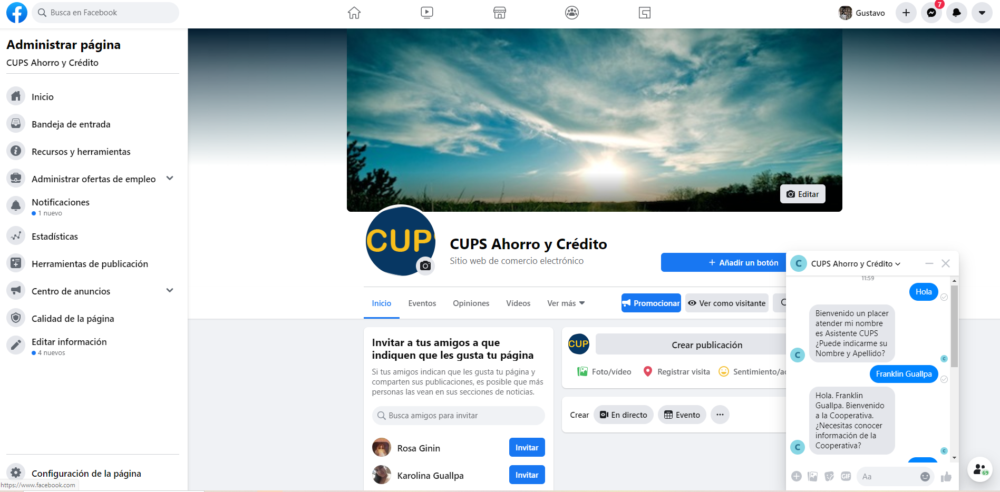 Busca en Facebook
Gustavo
7
Administrar página
CUPS Ahorro y Crédito
Inicio
Bandeja de entrada
Recursos y herramientas
Administrar ofertas de empleo
Notificaciones
1 nuevo
Estadísticas
Herramientas de publicación
Centro de anuncios
Calidad de la página
Editar información
4 nuevos
Configuración de la página
https://www.facebook.com
Editar
CUP
CUPS Ahorro y Crédito
Sitio web de comercio electrónico
+ Añadir un botón
Inicio
Eventos
Opiniones
Vídeos
Ver más
Promocionar
Ver como visitante
Invitar a tus amigos a que
indiquen que les gusta tu página
Si tus amigos indican que les gusta tu página y
comparten sus publicaciones, es posible que más
personas las vean en sus secciones de noticias.
Busca amigos para invitar
Rosa Ginin
Invitar
Karolina Guallpa
Invitar
CUP
Crear publicación
Foto/vídeo
Registrar visita
Sentimiento/ac
Crear
En directo
Evento
C
CUPS Ahorro y Crédito
11:59
Hola
Bienvenido un placer
atender mi nombre
es Asistente CUPS
¿Puede indicarme su
Nombre y Apellido?
C
C
Franklin Guallpa
Hola. Franklin
Guallpa. Bienvenido
a la Cooperativa.
¿Necesitas conocer
información de la
Cooperativa?
C
C
GIF
Aa
69